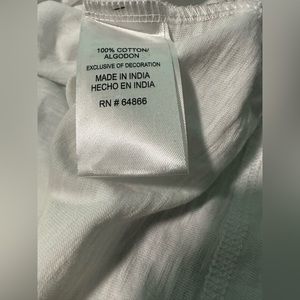 100% COTTON/
ALGODON
EXCLUSIVE OF DECORATION
MADE IN INDIA
HECHO EN INDIA
RN # 64866